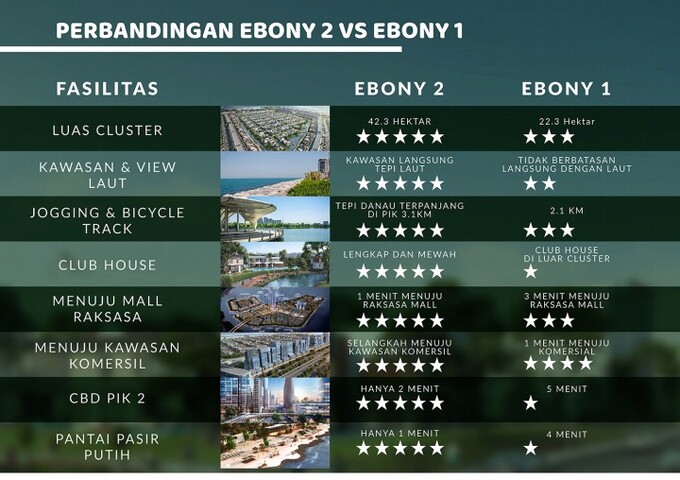 PERBANDINGAN EBONY 2 VS EBONY 1
FASILITAS
EBONY 2
EBONY 1
LUAS CLUSTER
42.3 HEKTAR
22.3 Hektar
KAWASAN & VIEW
LAUT
KAWASAN LANGSUNG
TEPI LAUT
TIDAK BERBATASAN
LANGSUNG DENGAN LAUT
JOGGING & BICYCLE
TRACK
TEPI DANAU TERPANJANG
DI PIK 3.1KM
2.1 KM
CLUB HOUSE
LENGKAP DAN MEWAH
CLUB HOUSE
DI LUAR CLUSTER
MENUJU MALL
RAKSASA
1 MENIT MENUJU
RAKSASA MALL
3 MENIT MENUJU
RAKSASA MALL
MENUJU KAWASAN
KOMERSIL
SELANGKAH MENUJU
KAWASAN KOMERSIL
1 MENIT MENUJU
KOMERSIAL
CBD PIK 2
HANYA 2 MENIT
5 MENIT
PANTAI PASIR
PUTIH
HANYA 1 MENIT
4 MENIT